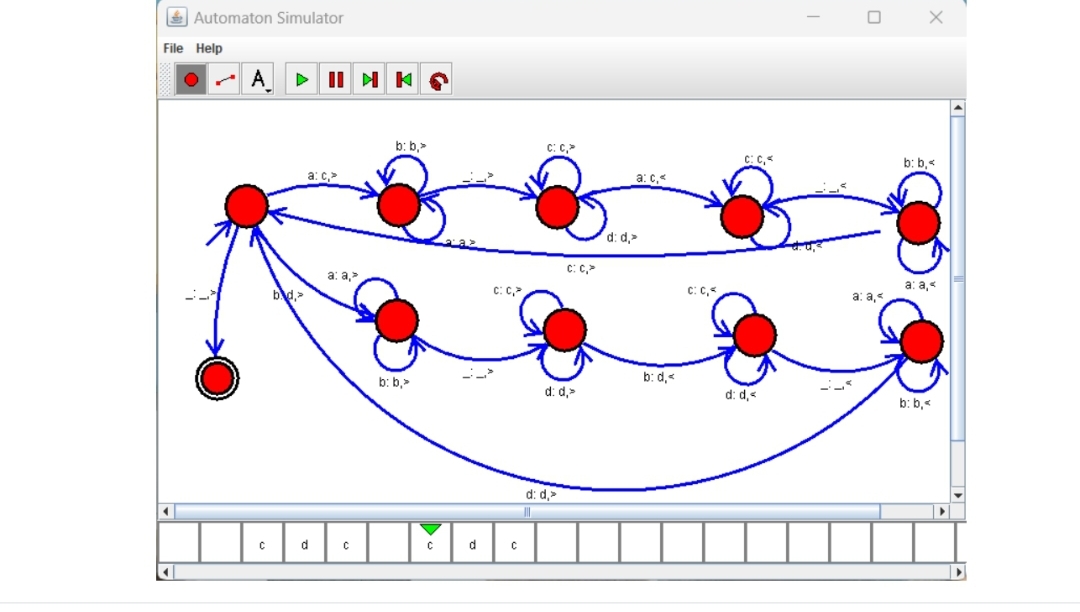 Automaton Simulator
File Help
A
b: b,>
c: c,>
c: c,<
b: b,<
a: c,>
_: _,>
a: c,<
_: _,<
a: a,>
d: d,>
d: d,<
c: c,>
a: a,<
_: _,>
b: d,>
a: a,>
c: c,>
c: c,<
a: a,<
b: b,>
_: _,>
d: d,>
b: d,<
d: d,<
_: _,<
b: b,<
d: d,>
c d c c d c